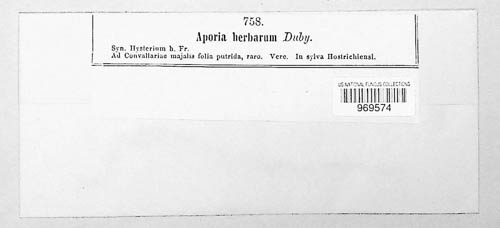 758.
Aporia herbarum Duby.
Syn. Hysterium h. Fr.
Ad Convallariae majalis folia putrida, raro. Vere. In sylva Hostrichiensi.
US NATIONAL FUNGUS COLLECTIONS
969574